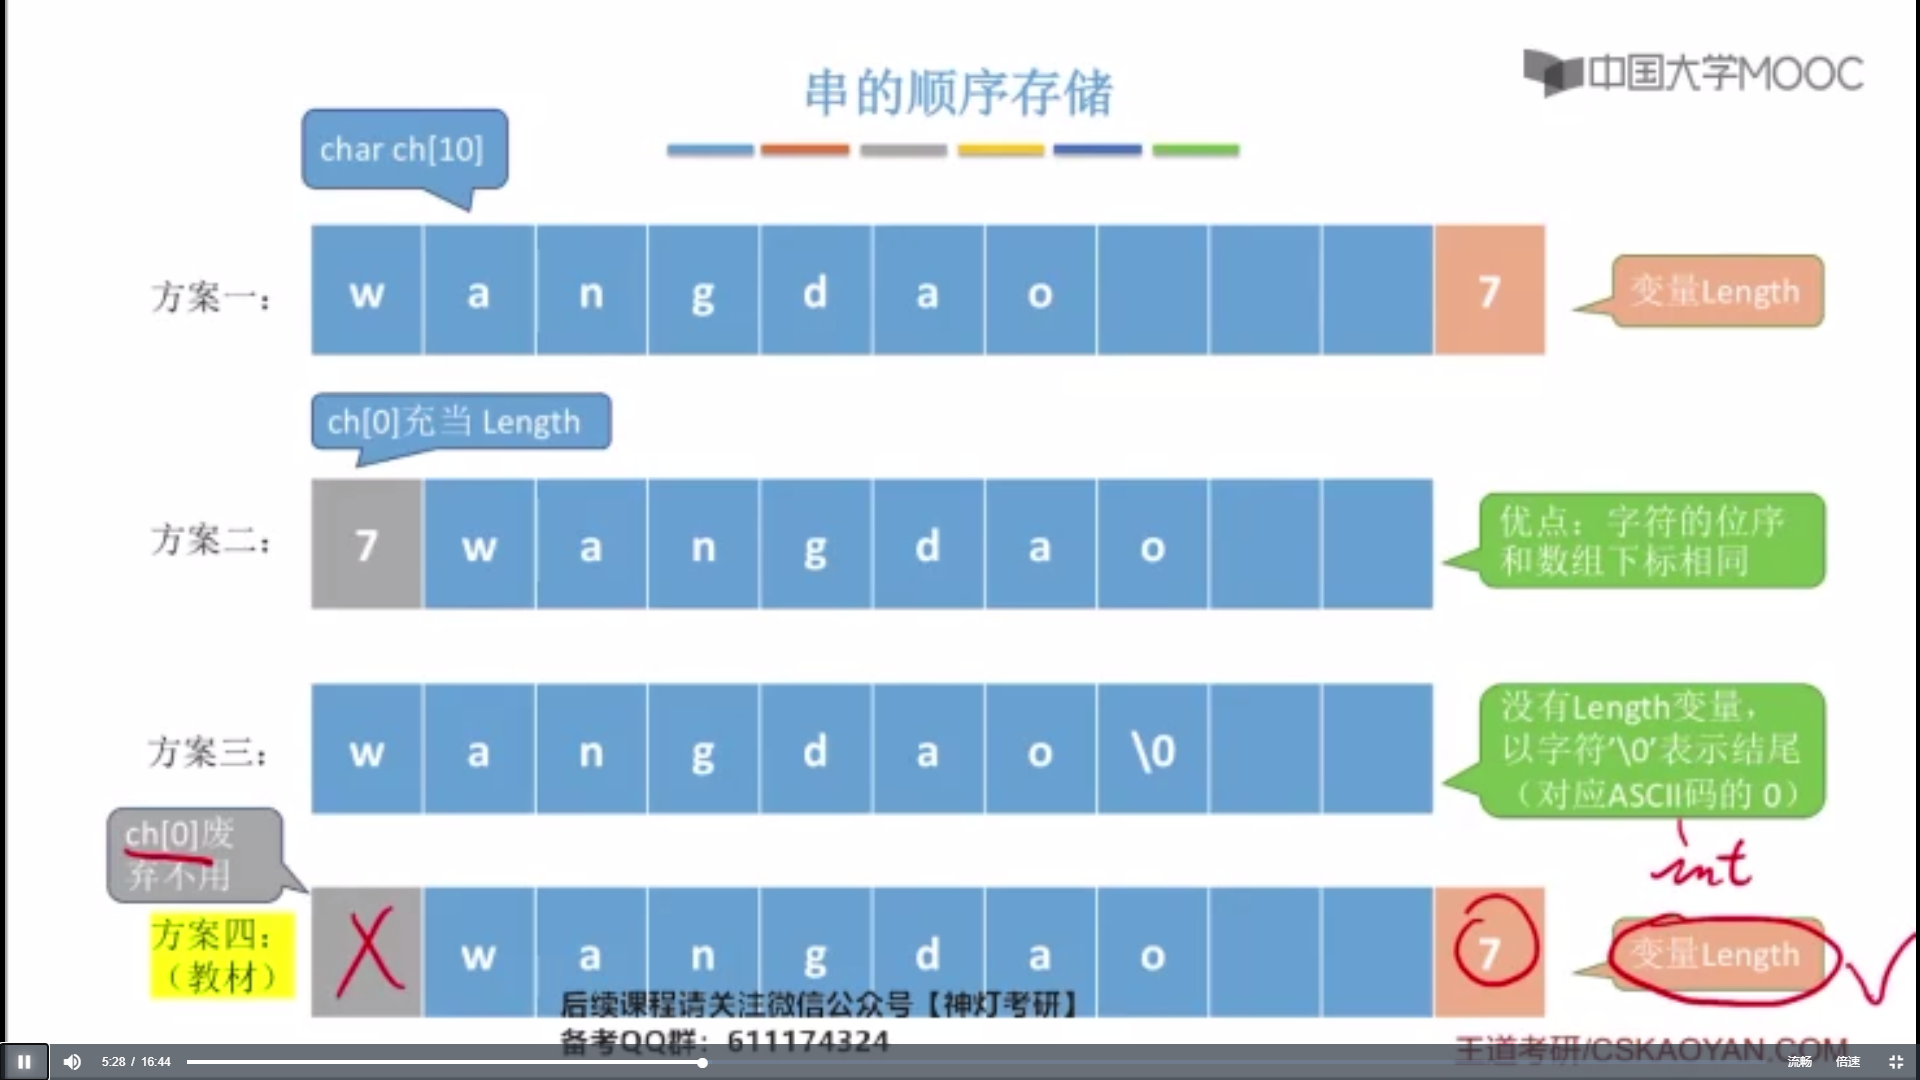 中国大学MOOC
串的顺序存储
char ch[10]
方案一： w a n g d a o 7
变量Length
ch[0]充当 Length
方案二： 7 w a n g d a o
优点：字符的位序
和数组下标相同
方案三： w a n g d a o \0
没有Length变量，
以字符'\0'表示结尾
（对应ASCII码的 0）
int
ch[0]废
弃不用
方案四：
（教材）
w a n g d a o 7
变量Length
后续课程请关注微信公众号【神灯考研】
备考QQ群：611174324
王道考研/CSKAOYAN.COM
5:28 / 16:44
流畅 倍速